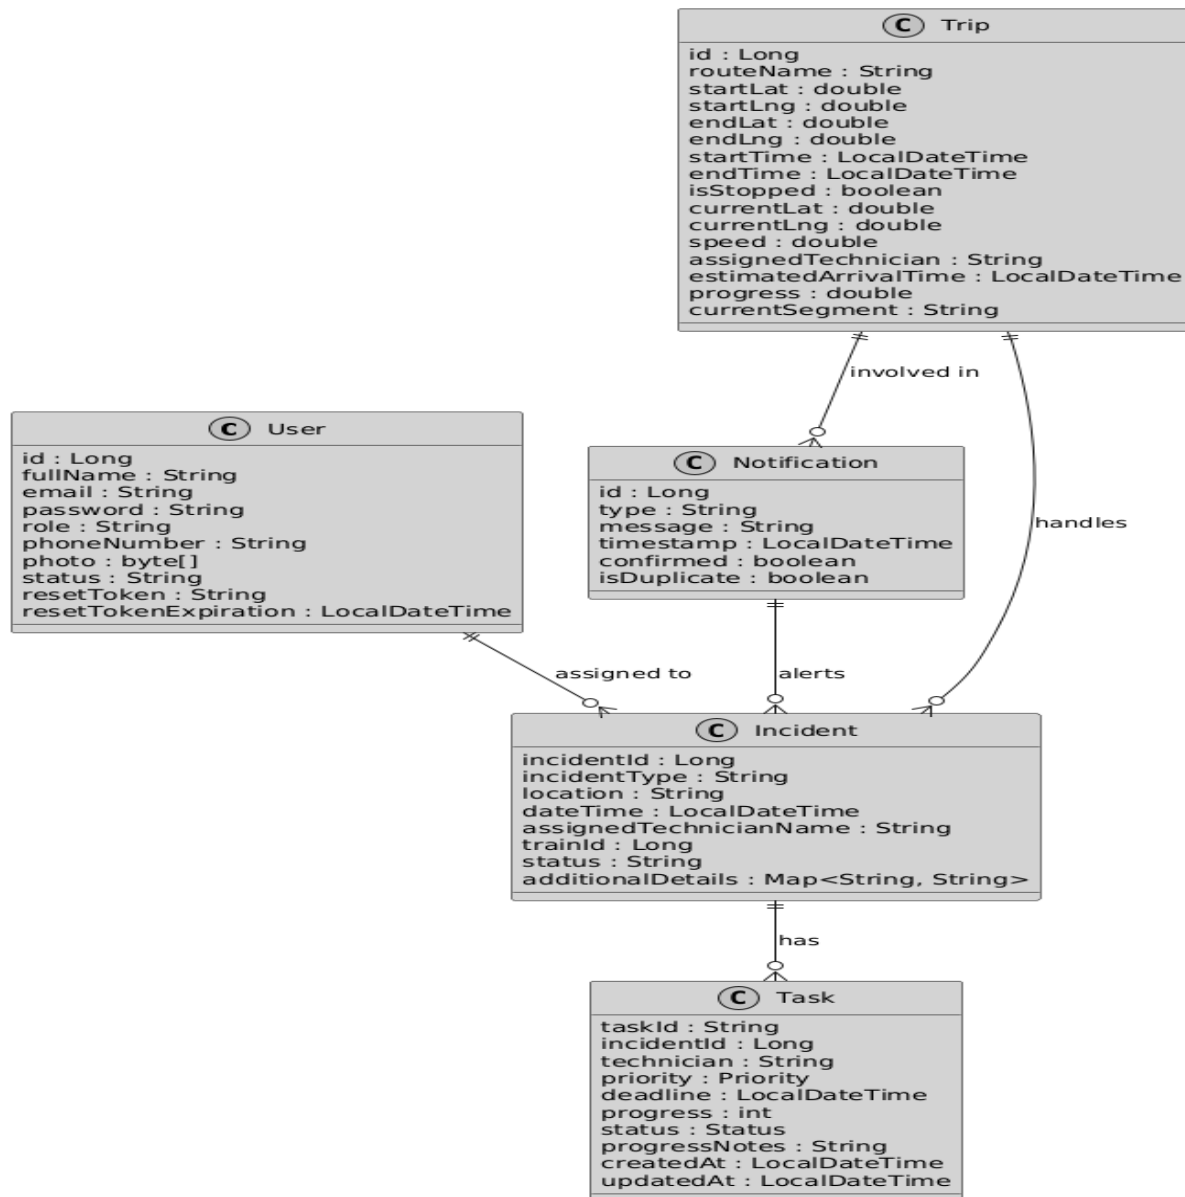 C Trip
id : Long
routeName : String
startLat : double
startLng : double
endLat : double
endLng : double
startTime : LocalDateTime
endTime : LocalDateTime
isStopped : boolean
currentLat : double
currentLng : double
speed : double
assignedTechnician : String
estimatedArrivalTime : LocalDateTime
progress : double
currentSegment : String
involved in
handles
C User
id : Long
fullName : String
email : String
password : String
role : String
phoneNumber : String
photo : byte[]
status : String
resetToken : String
resetTokenExpiration : LocalDateTime
C Notification
id : Long
type : String
message : String
timestamp : LocalDateTime
confirmed : boolean
isDuplicate : boolean
assigned to
alerts
C Incident
incidentId : Long
incidentType : String
location : String
dateTime : LocalDateTime
assignedTechnicianName : String
trainId : Long
status : String
additionalDetails : Map<String, String>
has
C Task
taskId : String
incidentId : Long
technician : String
priority : Priority
deadline : LocalDateTime
progress : int
status : Status
progressNotes : String
createdAt : LocalDateTime
updatedAt : LocalDateTime